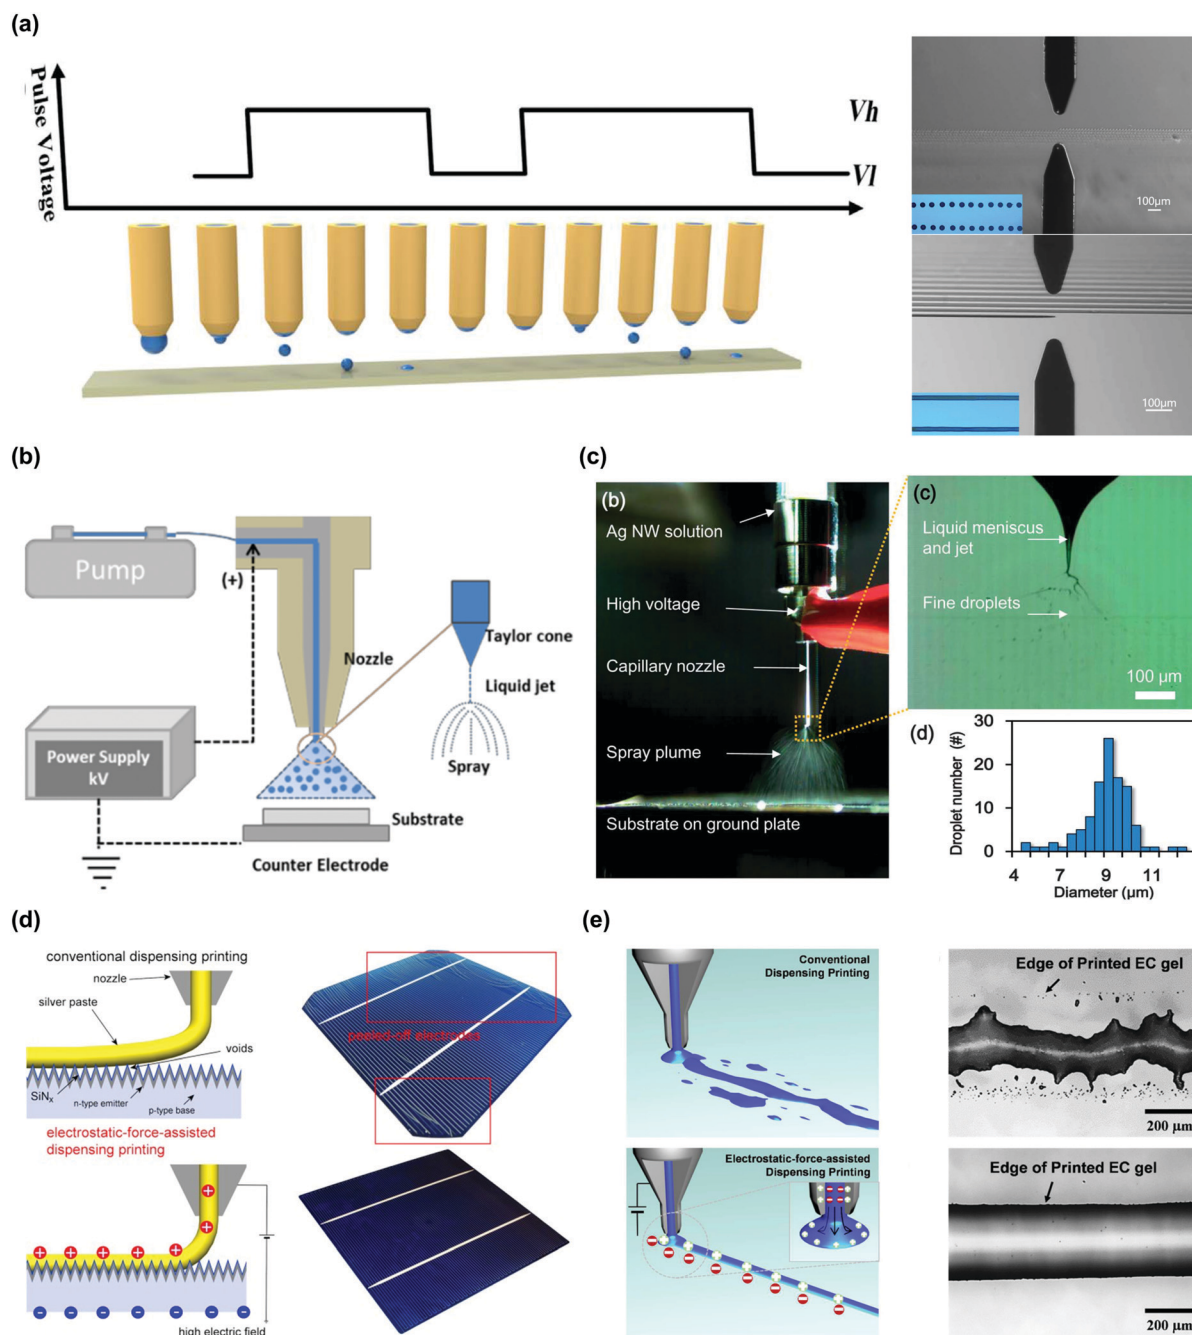 (a)
Pulse Voltage
Vh
Vl
100μm
100μm
(b)
Pump
(+)
Nozzle
Taylor cone
Liquid jet
Spray
Power Supply
kV
Substrate
Counter Electrode
(c)
(b)
Ag NW solution
High voltage
Capillary nozzle
Spray plume
Substrate on ground plate
(c)
Liquid meniscus
and jet
Fine droplets
100 μm
(d)
Droplet number (#)
30
20
10
0
4
7
9
11
Diameter (μm)
(d)
conventional dispensing printing
nozzle
silver paste
voids
SiNx
n-type emitter
p-type base
electrostatic-force-assisted
dispensing printing
high electric field
peeled-off electrodes
(e)
Conventional
Dispensing Printing
Edge of Printed EC gel
200 μm
Electrostatic-force-assisted
Dispensing Printing
Edge of Printed EC gel
200 μm